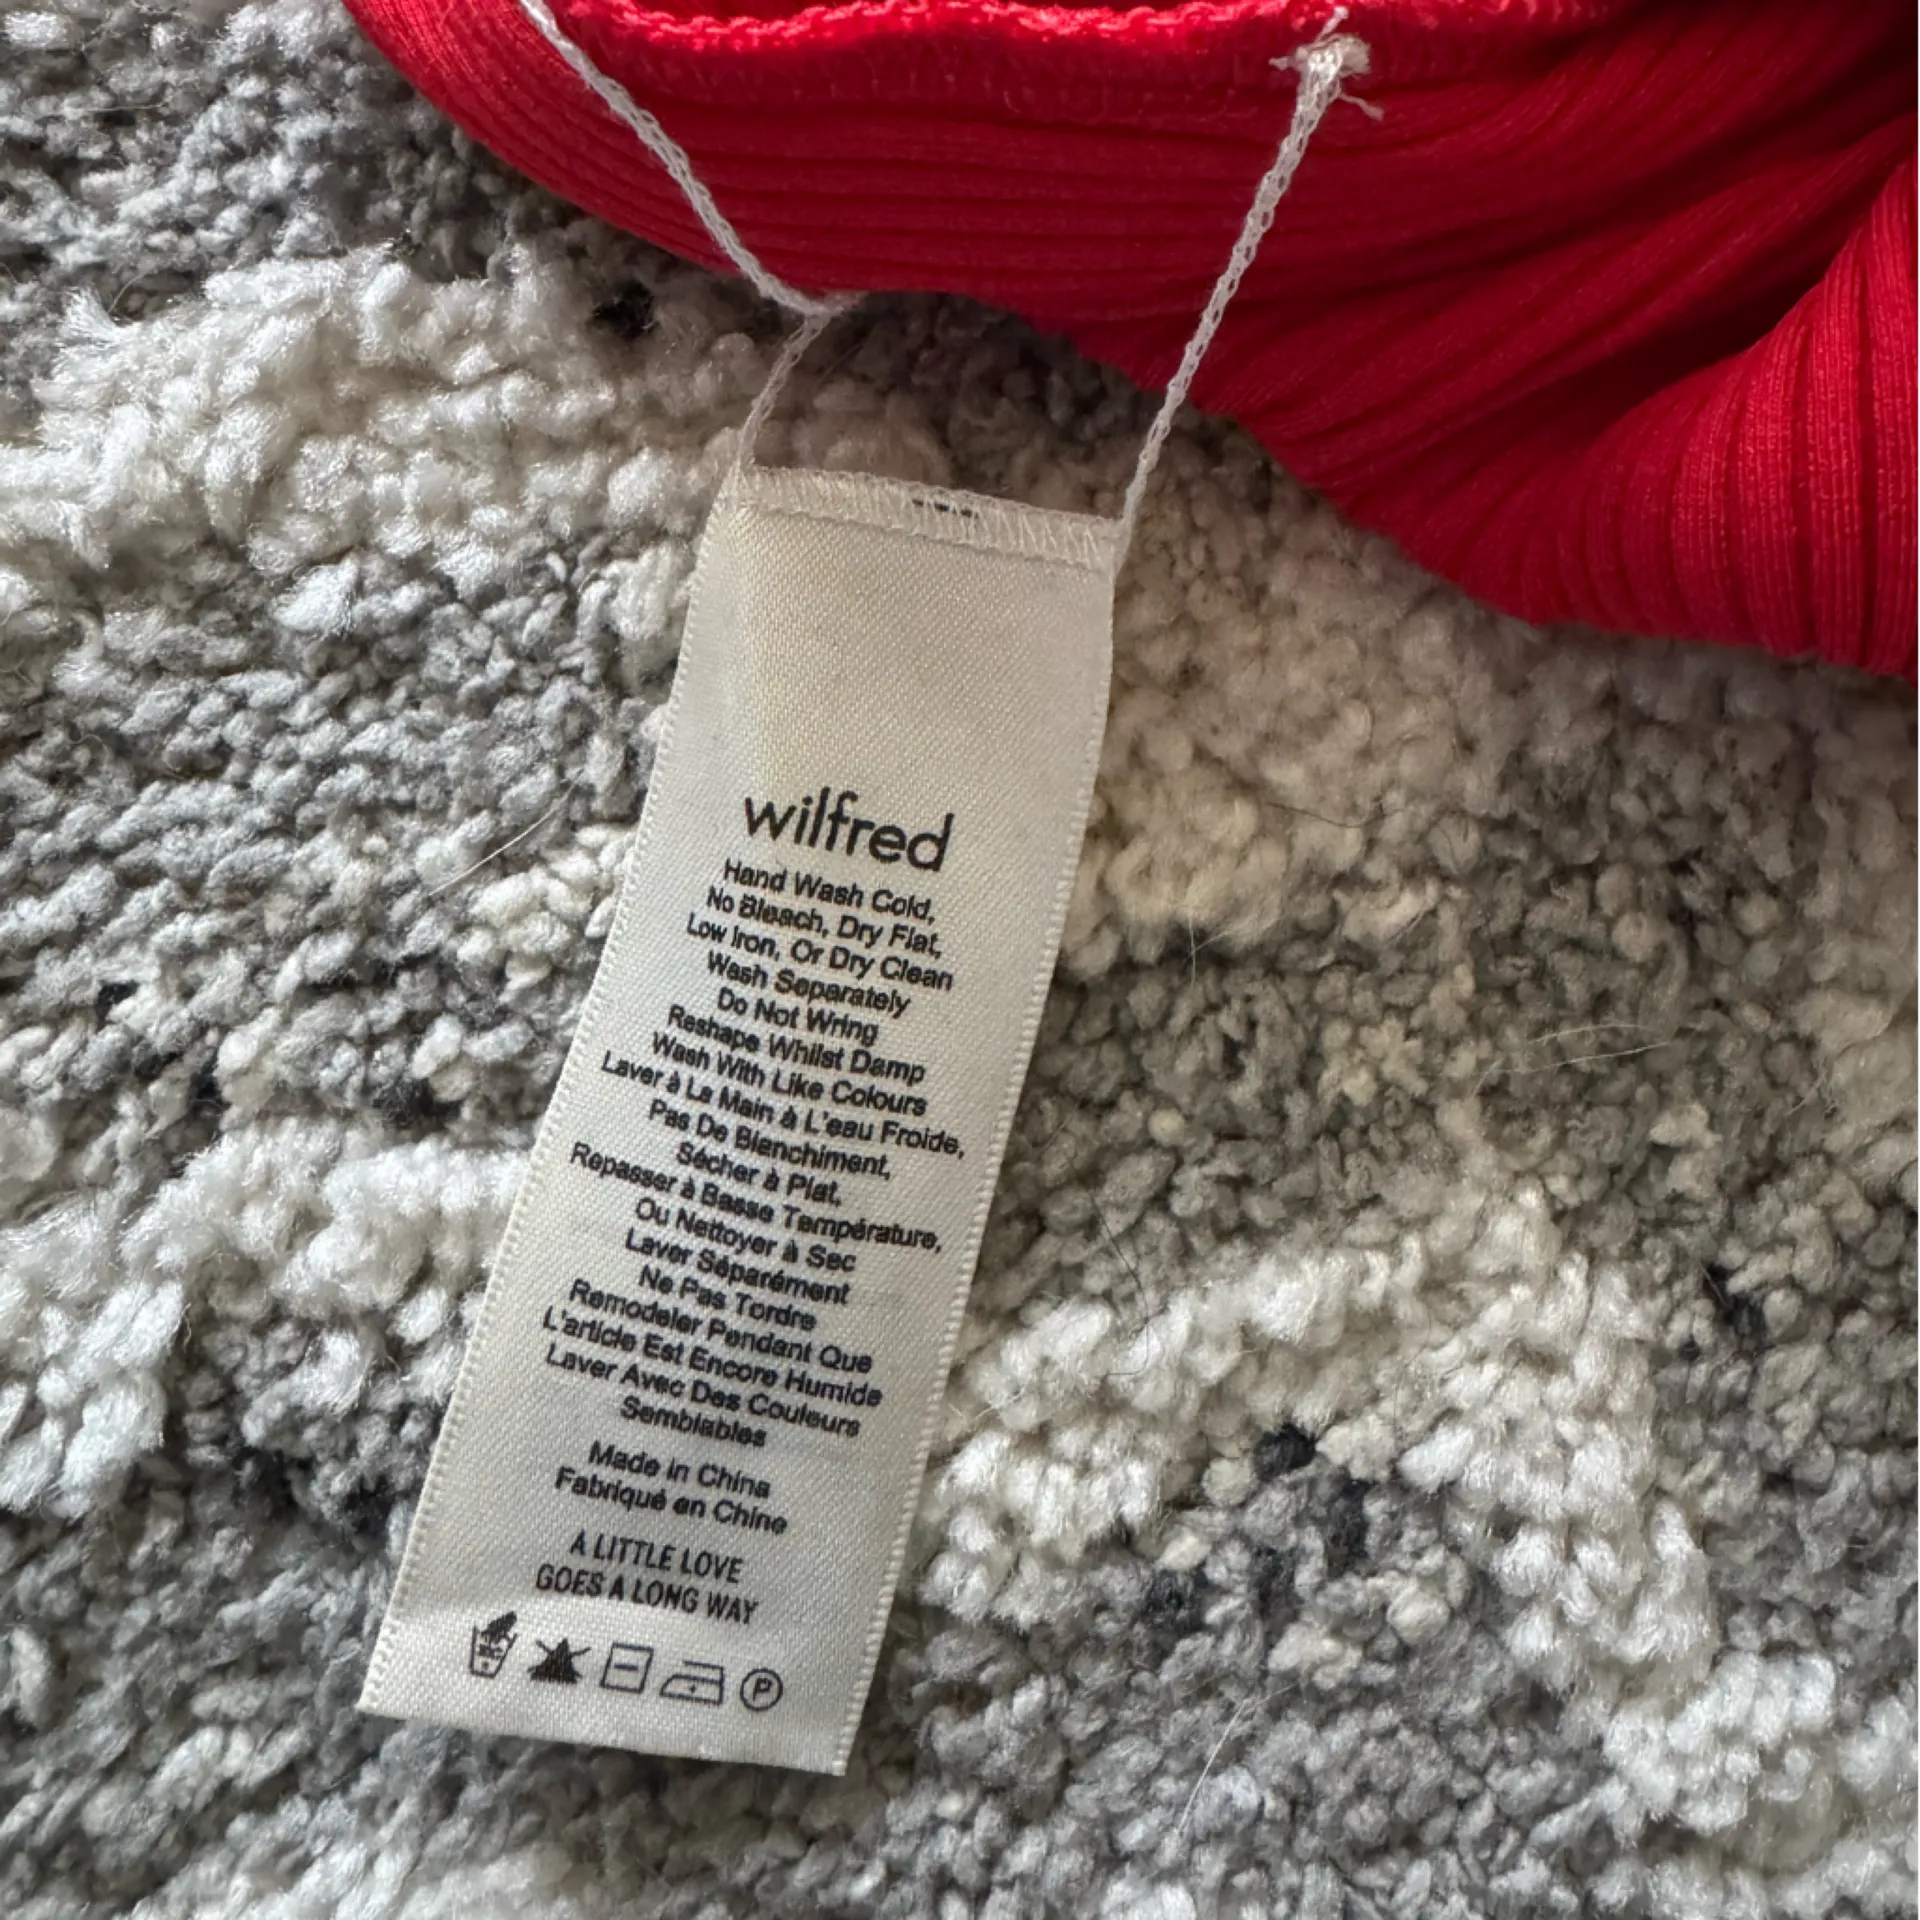 wilfred
Hand Wash Cold,
No Bleach, Dry Flat,
Low Iron, Or Dry Clean
Wash Separately
Do Not Wring
Reshape Whilst Damp
Wash With Like Colours
Laver à La Main à L'eau Froide,
Pas De Blanchiment,
Sécher à Plat,
Repasser à Basse Température,
Ou Nettoyer à Sec
Laver Séparément
Ne Pas Tordre
Remodeler Pendant Que
L'article Est Encore Humide
Laver Avec Des Couleurs
Semblables
Made in China
Fabriqué en Chine
A LITTLE LOVE
GOES A LONG WAY
P